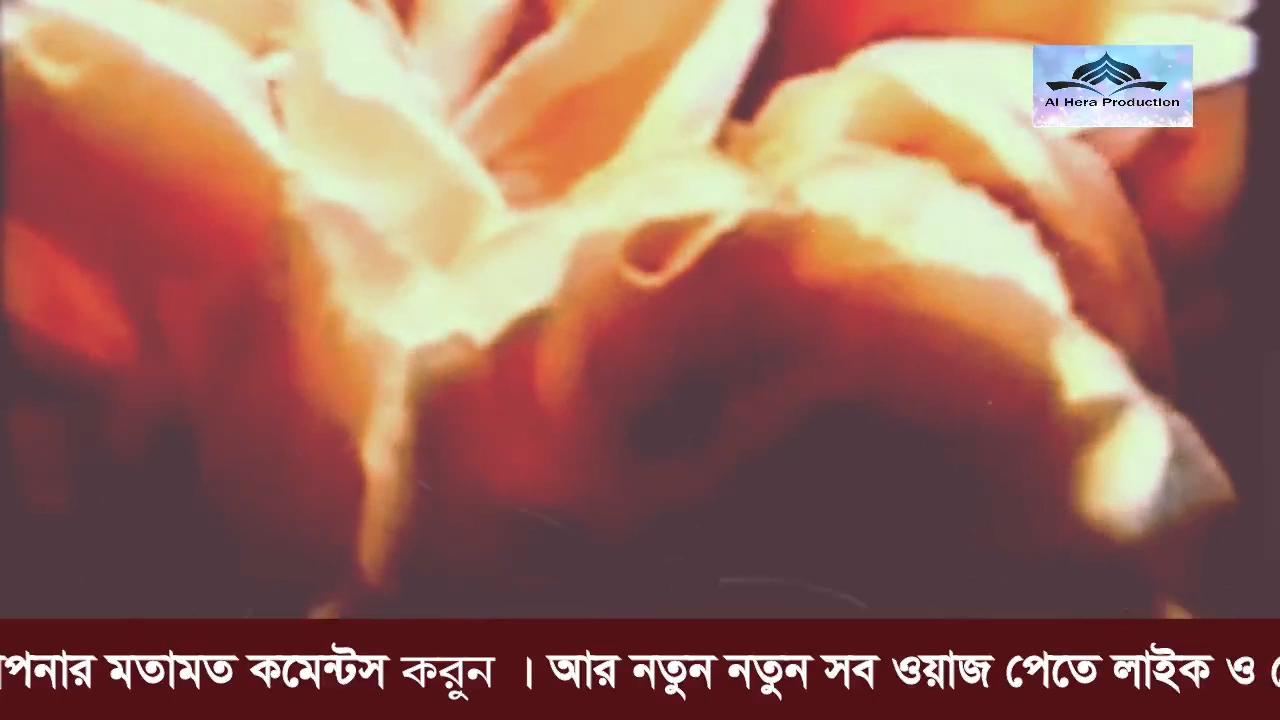 Al Hera Production
পনার মতামত কমেন্টস করুন । আর নতুন নতুন সব ওয়াজ পেতে লাইক ও